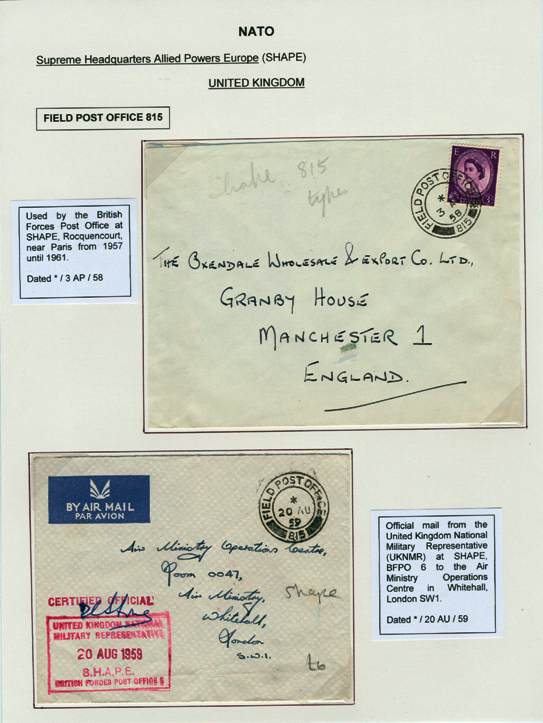 NATO
Supreme Headquarters Allied Powers Europe (SHAPE)
UNITED KINGDOM
FIELD POST OFFICE 815
Shape 815
types
E R
3
FIELD POST OFFICE
*
3 AP
58
815
Used by the British
Forces Post Office at
SHAPE, Rocquencourt,
near Paris from 1957
until 1961.
Dated * / 3 AP / 58
THE OXENDALE WHOLESALE & EXPORT CO. LTD.,
GRANBY HOUSE
MANCHESTER 1
ENGLAND.
BY AIR MAIL
PAR AVION
FIELD POST OFFICE
*
20 AU
59
815
Air Ministry Operations Centre,
Room 0047,
Air Ministry,
Whitehall,
London
S.W.1.
Shape
CERTIFIED OFFICIAL
UNITED KINGDOM NATIONAL
MILITARY REPRESENTATIVE
20 AUG 1959
S.H.A.P.E.
BRITISH FORCES POST OFFICE 6
Official mail from the
United Kingdom National
Military Representative
(UKNMR) at SHAPE,
BFPO 6 to the Air
Ministry Operations
Centre in Whitehall,
London SW1.
Dated * / 20 AU / 59